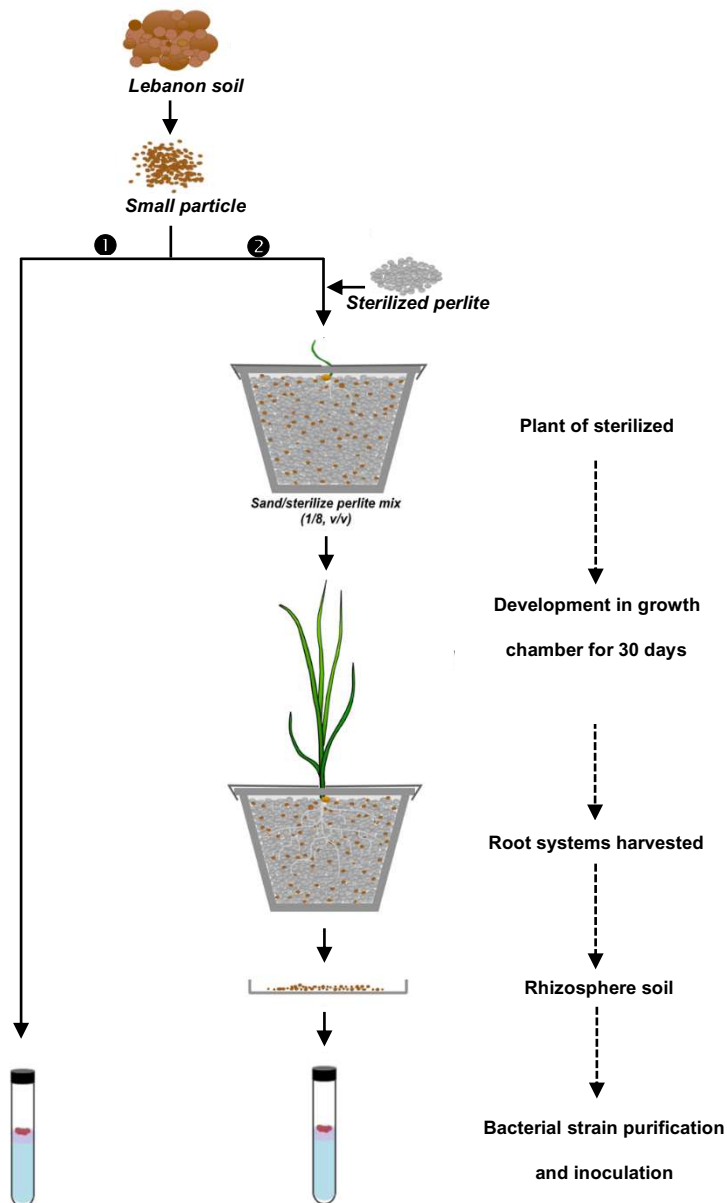 Lebanon soil
Small particle
❶ ❷
Sterilized perlite
Sand/sterilize perlite mix
(1/8, v/v)
Plant of sterilized
Development in growth
chamber for 30 days
Root systems harvested
Rhizosphere soil
Bacterial strain purification
and inoculation